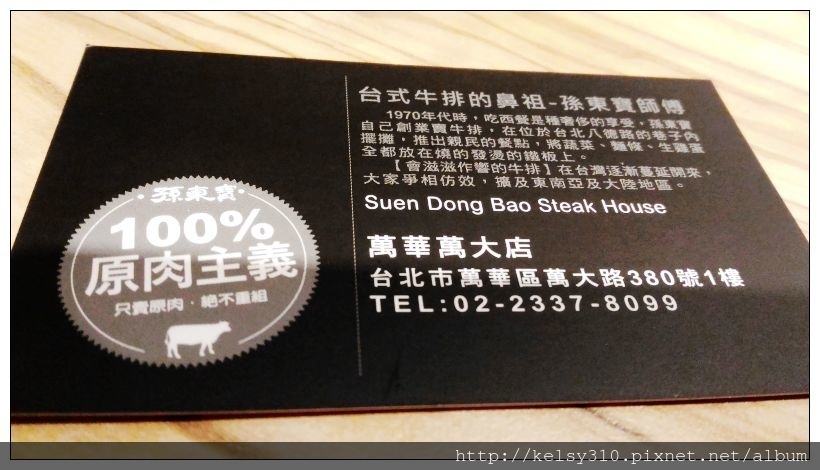 孫東寳
100%
原肉主義
只賣原肉·絕不重組
台式牛排的鼻祖-孫東寶師傅
1970年代時，吃西餐是種奢侈的享受，孫東寶
自己創業賣牛排，在位於台北八德路的巷子內
擺攤。推出親民的餐點，將蔬菜、麵條、生雞蛋
全都放在燒的發燙的鐵板上。
【會滋滋作響的牛排】在台灣逐漸蔓延開來，
大家爭相仿效，擴及東南亞及大陸地區。
Suen Dong Bao Steak House
萬華萬大店
台北市萬華區萬大路380號1樓
TEL:02-2337-8099
http://kelsy310.pixnet.net/album